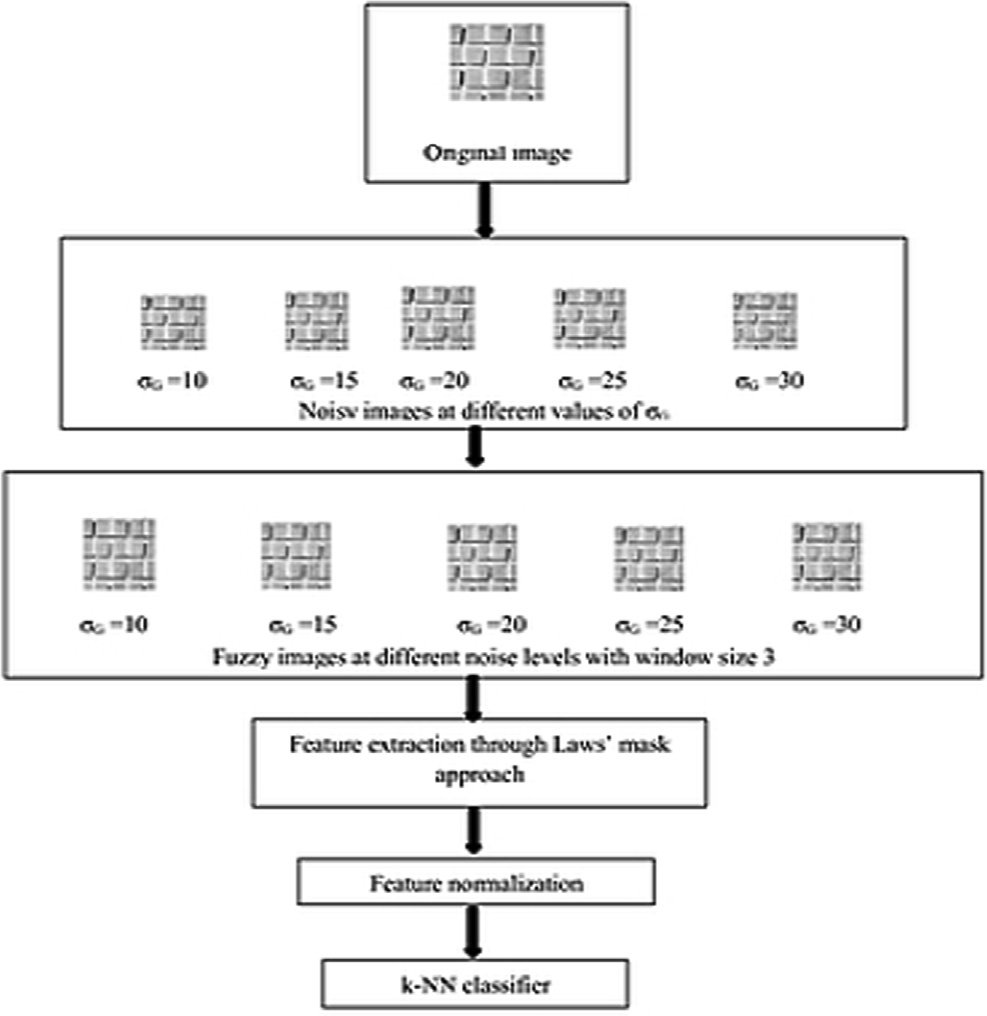 Original image
σG =10 σG =15 σG =20 σG =25 σG =30
Noisy images at different values of σG
σG =10 σG =15 σG =20 σG =25 σG =30
Fuzzy images at different noise levels with window size 3
Feature extraction through Laws’ mask
approach
Feature normalization
k-NN classifier